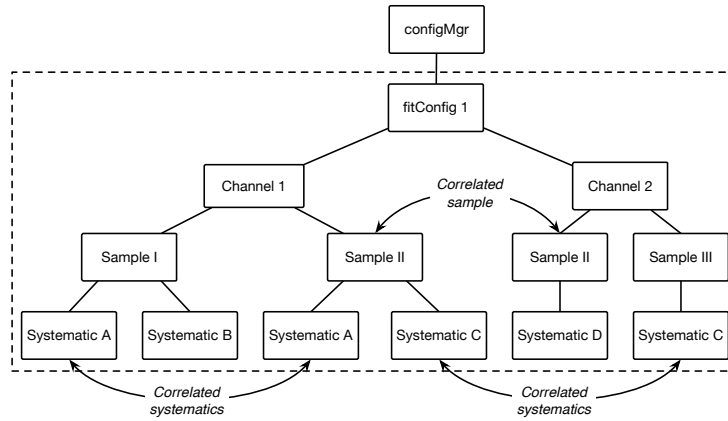 configMgr
fitConfig 1
Channel 1
Correlated
sample
Channel 2
Sample I
Sample II
Sample II
Sample III
Systematic A
Systematic B
Systematic A
Systematic C
Systematic D
Systematic C
Correlated
systematics
Correlated
systematics